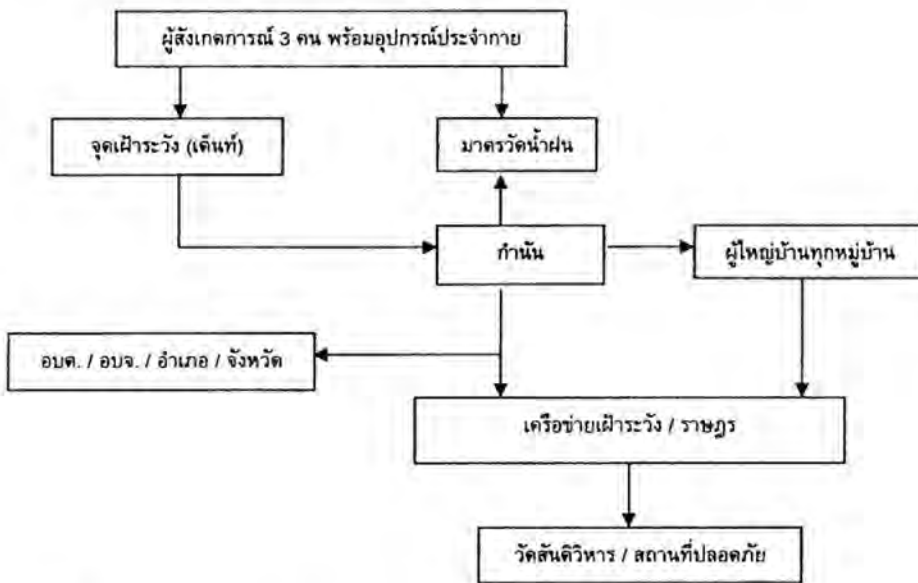 ผู้สังเกตการณ์ 3 คน พร้อมอุปกรณ์ประจำกาย
จุดเฝ้าระวัง (เต็นท์)
มาตรวัดน้ำฝน
กำนัน
ผู้ใหญ่บ้านทุกหมู่บ้าน
อบต. / อบจ. / อำเภอ / จังหวัด
เครือข่ายเฝ้าระวัง / ราษฎร
วัดสันติวิหาร / สถานที่ปลอดภัย